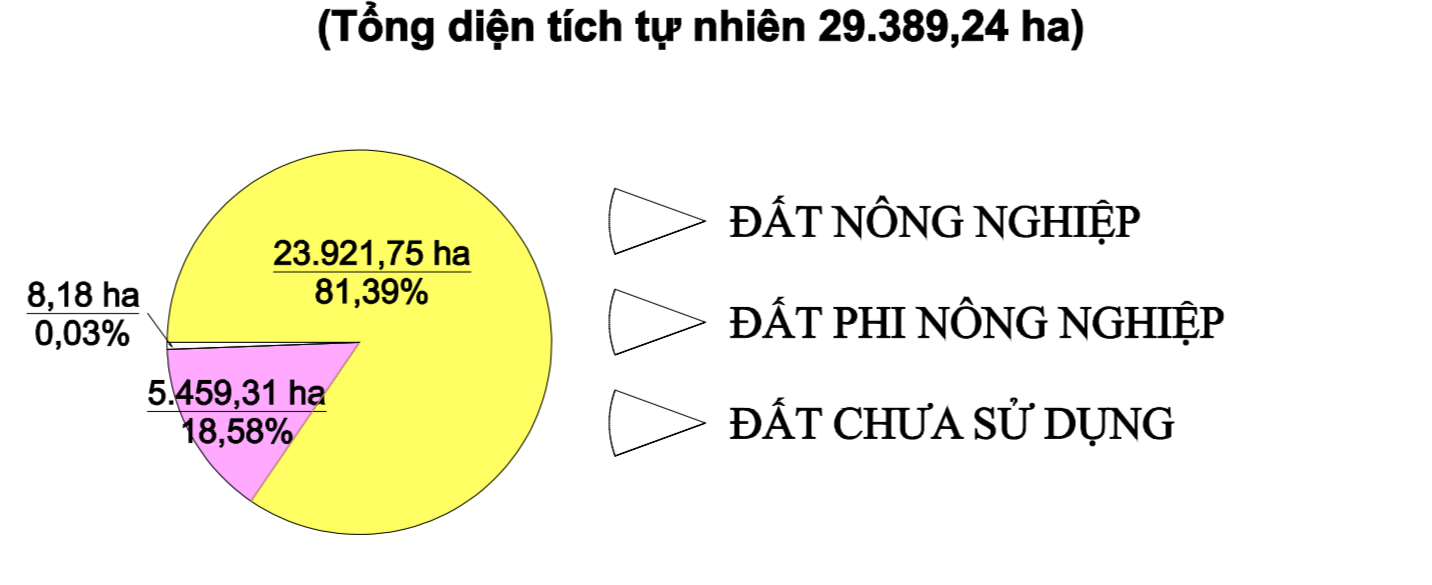 (Tổng diện tích tự nhiên 29.389,24 ha)
23.921,75 ha
81,39%
8,18 ha
0,03%
5.459,31 ha
18,58%
ĐẤT NÔNG NGHIỆP
ĐẤT PHI NÔNG NGHIỆP
ĐẤT CHƯA SỬ DỤNG